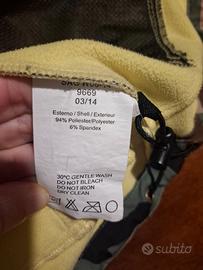 9669
03/14
Esterno / Shell / Exterieur
94% Poliester/Polyester
6% Spandex
30°C GENTLE WASH
DO NOT BLEACH
DO NOT IRON
DRY CLEAN
subito